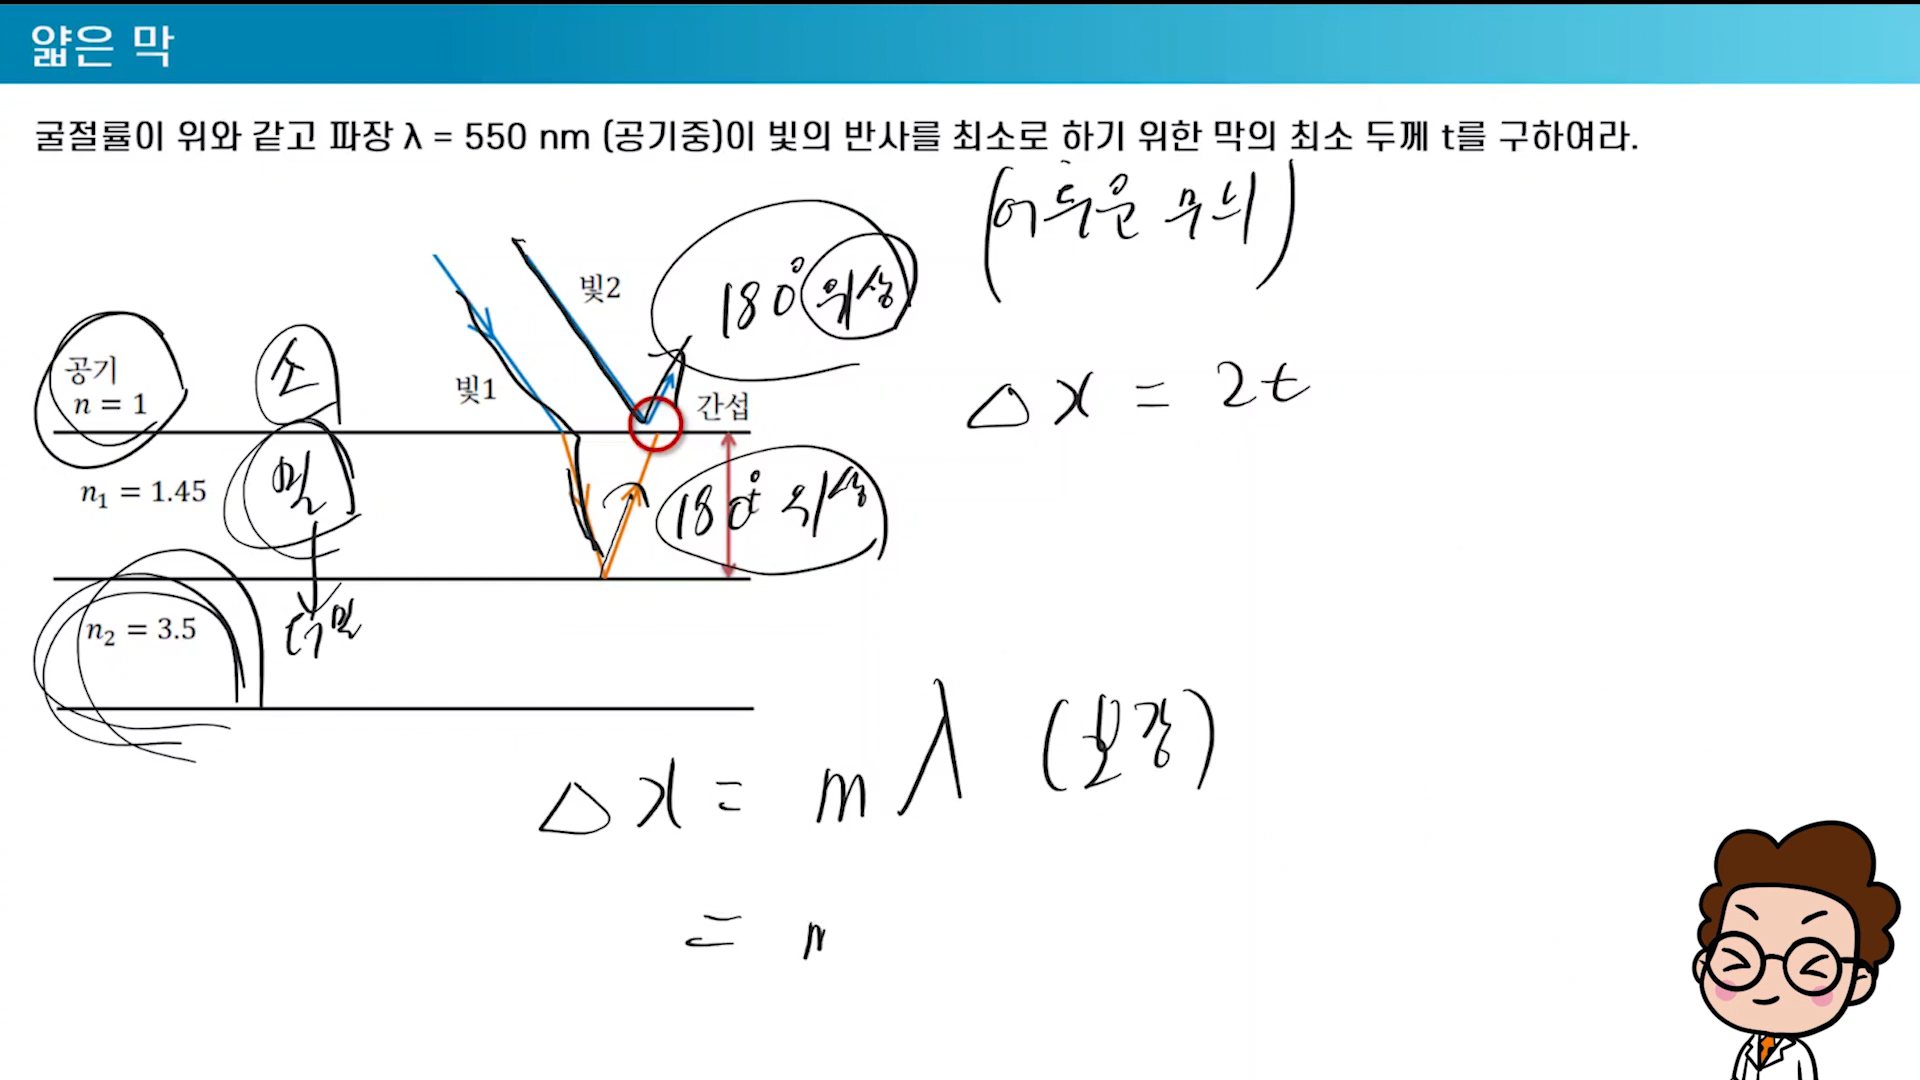 얇은 막
굴절률이 위와 같고 파장 λ = 550 nm (공기중)이 빛의 반사를 최소로 하기 위한 막의 최소 두께 t를 구하여라.
(어두운 무늬)
빛2
180° 위상
공기
n = 1
소
빛1
간섭
Δx = 2t
n₁ = 1.45
밀
180° 위상
t
n₂ = 3.5
더 밀
Δx = mλ (보강)
= m